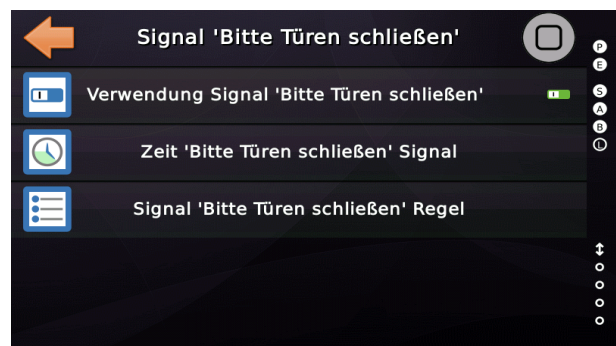 Signal 'Bitte Türen schließen'
Verwendung Signal 'Bitte Türen schließen'
Zeit 'Bitte Türen schließen' Signal
Signal 'Bitte Türen schließen' Regel
P
E
S
A
B
L